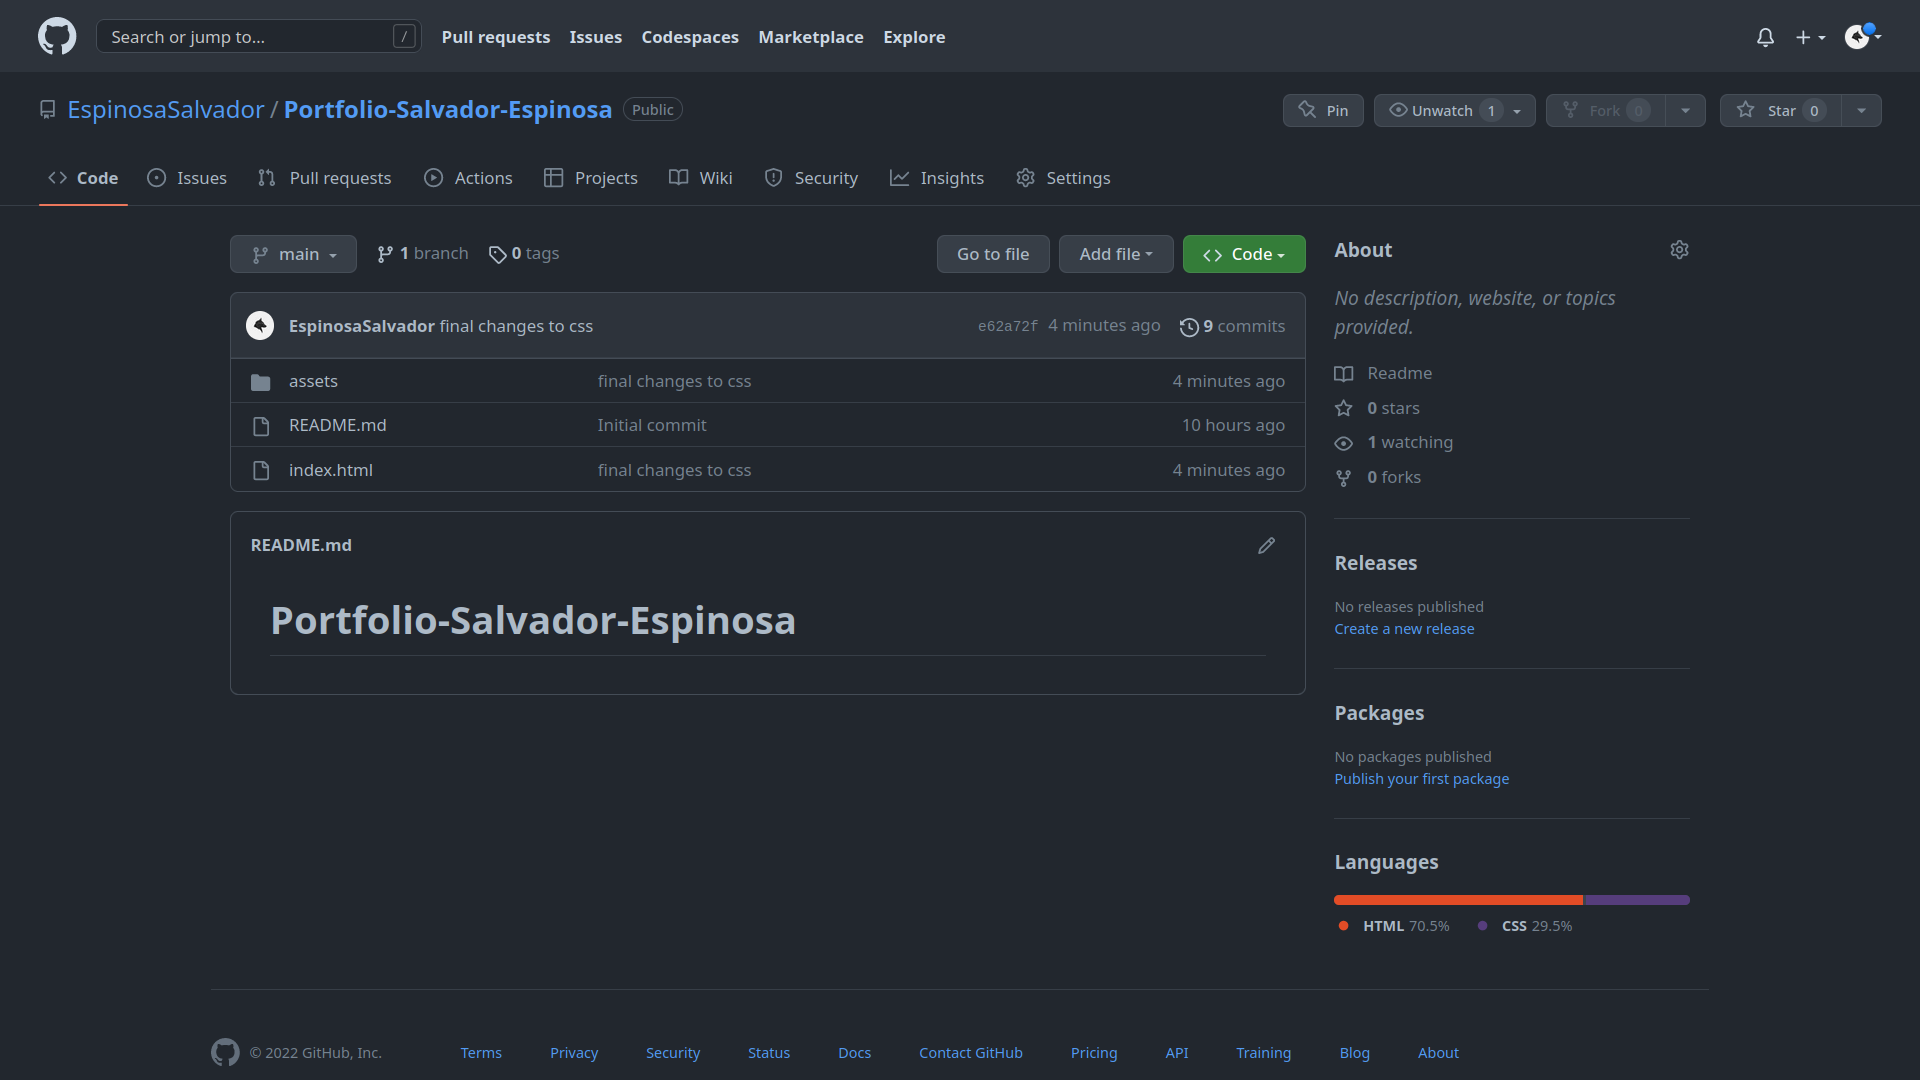 Search or jump to... /
Pull requests Issues Codespaces Marketplace Explore
EspinosaSalvador / Portfolio-Salvador-Espinosa Public
Pin Unwatch 1 Fork 0 Star 0
Code Issues Pull requests Actions Projects Wiki Security Insights Settings
main 1 branch 0 tags
Go to file Add file Code
EspinosaSalvador final changes to css e62a72f 4 minutes ago 9 commits
assets final changes to css 4 minutes ago
README.md Initial commit 10 hours ago
index.html final changes to css 4 minutes ago
README.md
Portfolio-Salvador-Espinosa
About
No description, website, or topics
provided.
Readme
0 stars
1 watching
0 forks
Releases
No releases published
Create a new release
Packages
No packages published
Publish your first package
Languages
HTML 70.5% CSS 29.5%
© 2022 GitHub, Inc. Terms Privacy Security Status Docs Contact GitHub Pricing API Training Blog About